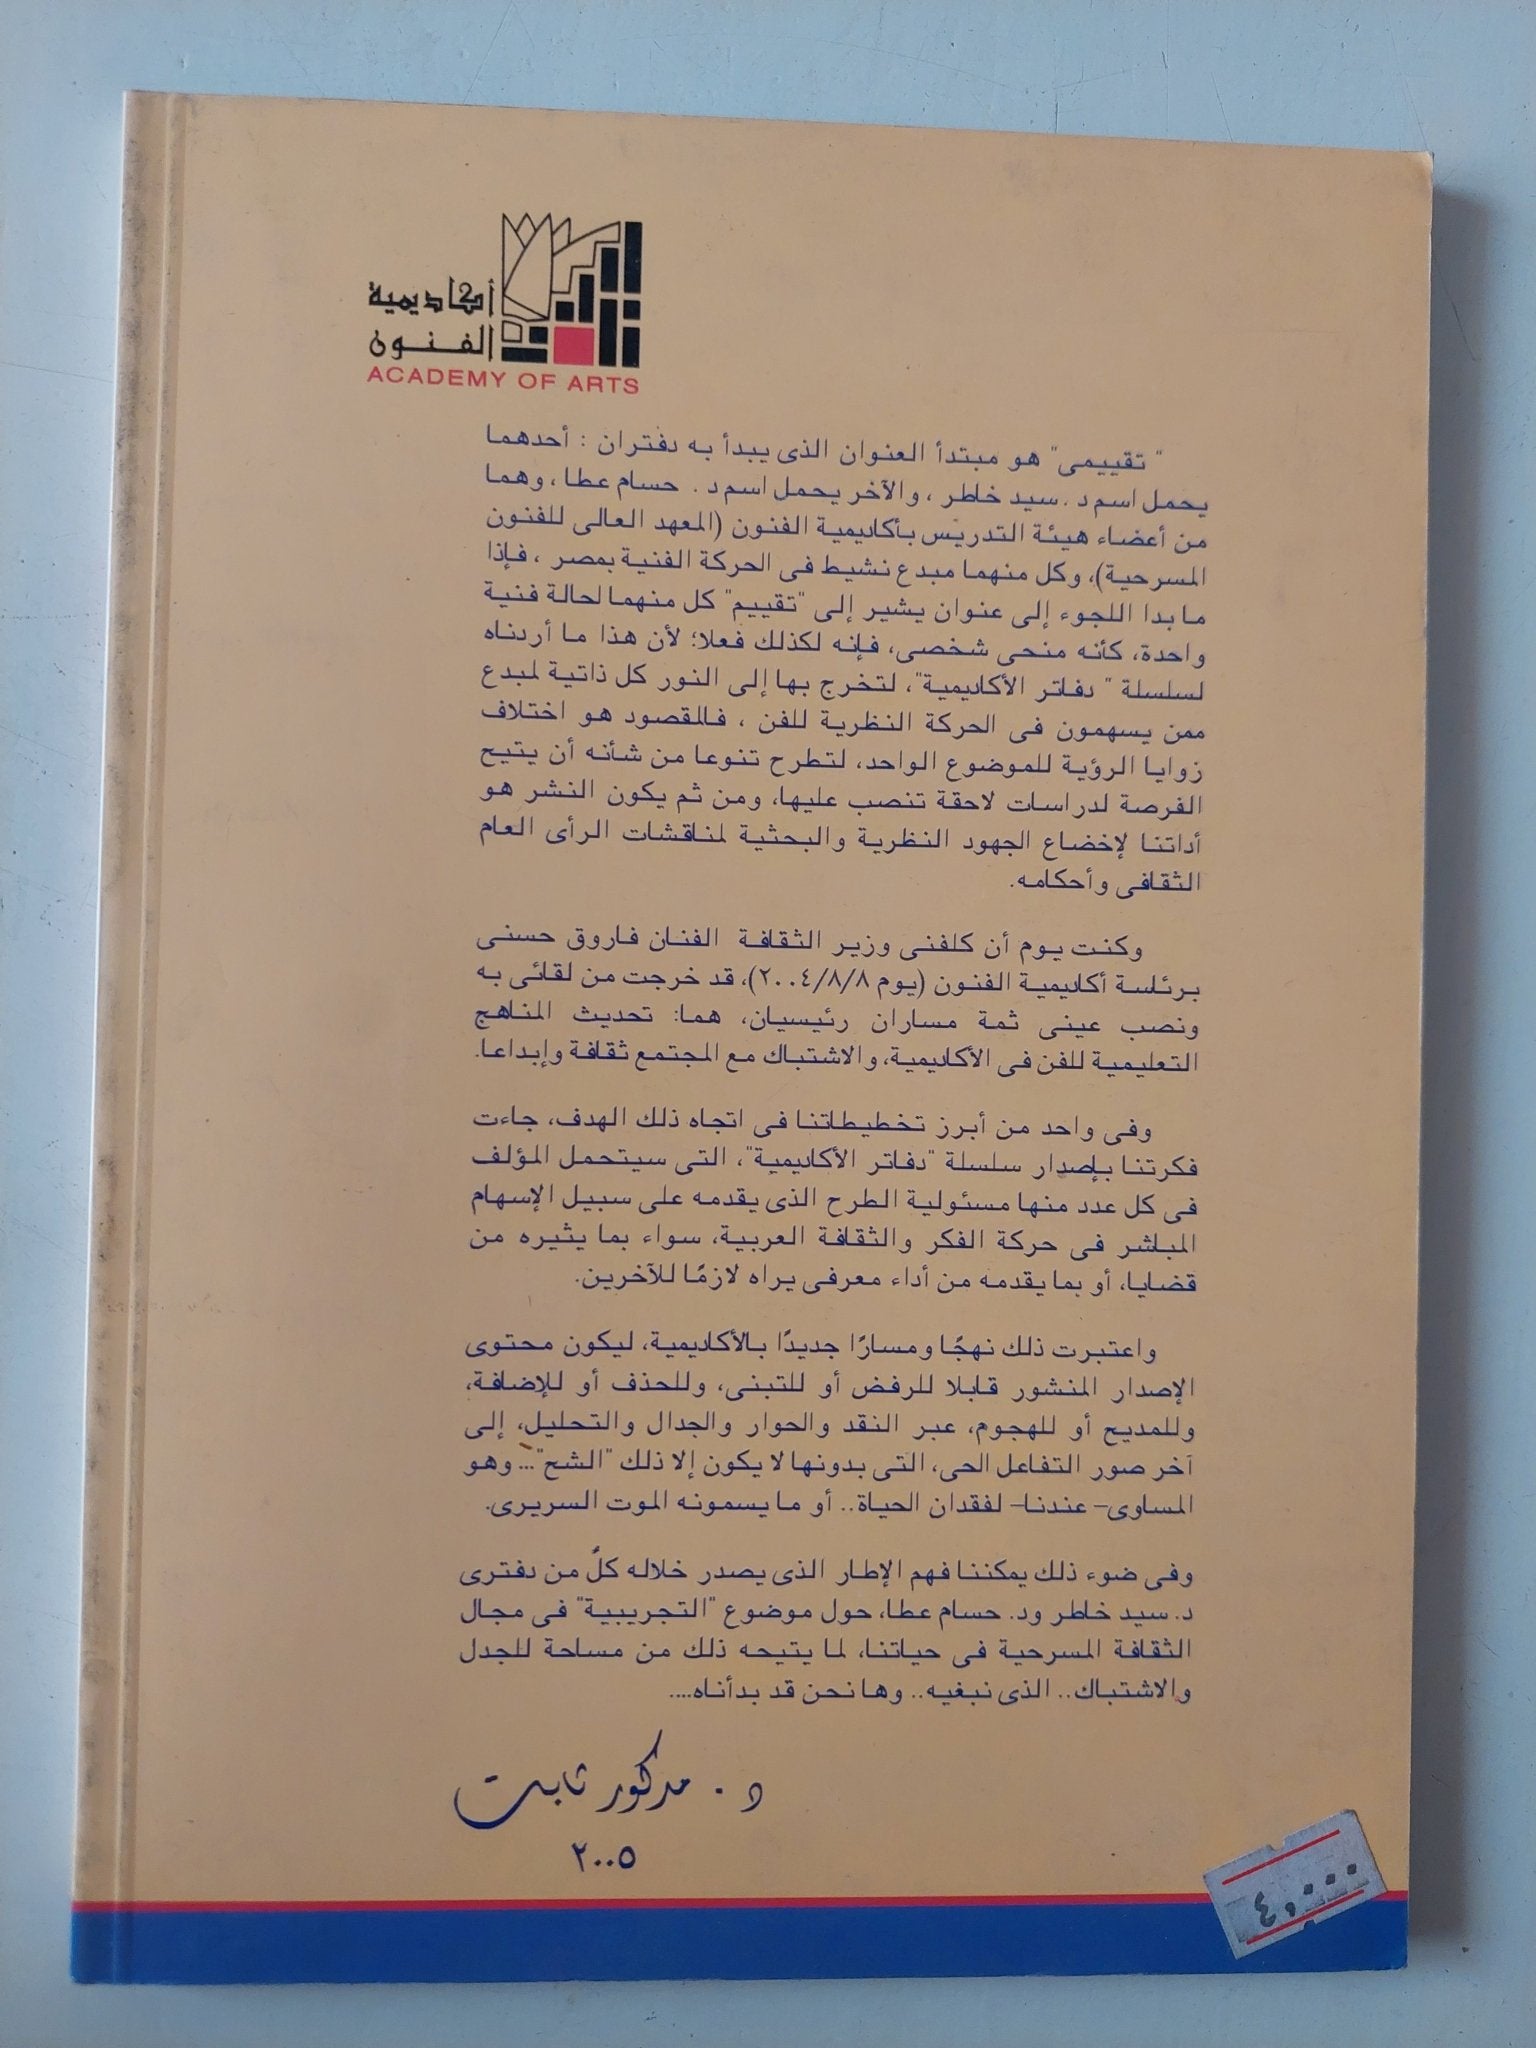 أكاديمية
الفنون
ACADEMY OF ARTS
" تقييمى" هو مبتدأ العنوان الذى يبدأ به دفتران : أحدهما
يحمل اسم د . سيد خاطر ، والآخر يحمل اسم د . حسام عطا ، وهما
من أعضاء هيئة التدريس بأكاديمية الفنون (المعهد العالى للفنون
المسرحية)، وكل منهما مبدع نشيط فى الحركة الفنية بمصر ، فإذا
ما بدا اللجوء إلى عنوان يشير إلى "تقييم" كل منهما لحالة فنية
واحدة، كأنه منحى شخصى، فإنه لكذلك فعلا؛ لأن هذا ما أردناه
لسلسلة " دفاتر الأكاديمية"، لتخرج بها إلى النور كل ذاتية لمبدع
ممن يسهمون فى الحركة النظرية للفن ، فالمقصود هو اختلاف
زوايا الرؤية للموضوع الواحد، لتطرح تنوعا من شأنه أن يتيح
الفرصة لدراسات لاحقة تنصب عليها، ومن ثم يكون النشر هو
أداتنا لإخضاع الجهود النظرية والبحثية لمناقشات الرأى العام
الثقافى وأحكامه.
وكنت يوم أن كلفنى وزير الثقافة الفنان فاروق حسنى
برئاسة أكاديمية الفنون (يوم ٢٠٠٤/٨/٨)، قد خرجت من لقائى به
ونصب عينى ثمة مساران رئيسيان، هما: تحديث المناهج
التعليمية للفن فى الأكاديمية، والاشتباك مع المجتمع ثقافة وإبداعا.
وفى واحد من أبرز تخطيطاتنا فى اتجاه ذلك الهدف، جاءت
فكرتنا بإصدار سلسلة "دفاتر الأكاديمية"، التى سيتحمل المؤلف
فى كل عدد منها مسئولية الطرح الذى يقدمه على سبيل الإسهام
المباشر فى حركة الفكر والثقافة العربية، سواء بما يثيره من
قضايا، أو بما يقدمه من أداء معرفى يراه لازمًا للآخرين.
واعتبرت ذلك نهجًا ومسارًا جديدًا بالأكاديمية، ليكون محتوى
الإصدار المنشور قابلا للرفض أو للتبنى، وللحذف أو للإضافة،
وللمديح أو للهجوم، عبر النقد والحوار والجدال والتحليل، إلى
آخر صور التفاعل الحى، التى بدونها لا يكون إلا ذلك "الشح"... وهو
المساوى- عندنا- لفقدان الحياة.. أو ما يسمونه الموت السريرى.
وفى ضوء ذلك يمكننا فهم الإطار الذى يصدر خلاله كلٌ من دفترى
د. سيد خاطر ود. حسام عطا، حول موضوع "التجريبية" فى مجال
الثقافة المسرحية فى حياتنا، لما يتيحه ذلك من مساحة للجدل
والاشتباك.. الذى نبغيه.. وها نحن قد بدأناه....
د . مدكور ثابت
٢٠٠٥
٤,٠٠٠